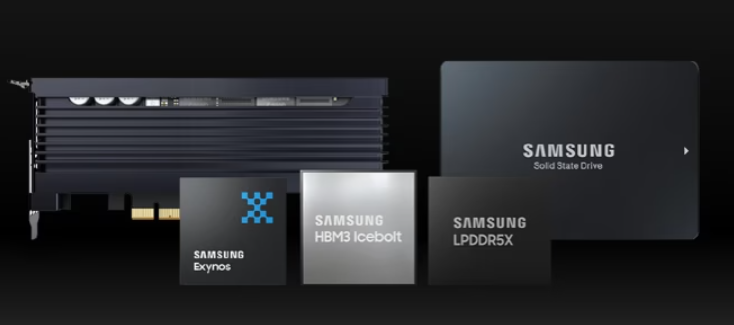 SAMSUNG
Solid State Drive
SAMSUNG
Exynos
SAMSUNG
HBM3 Icebolt
SAMSUNG
LPDDR5X